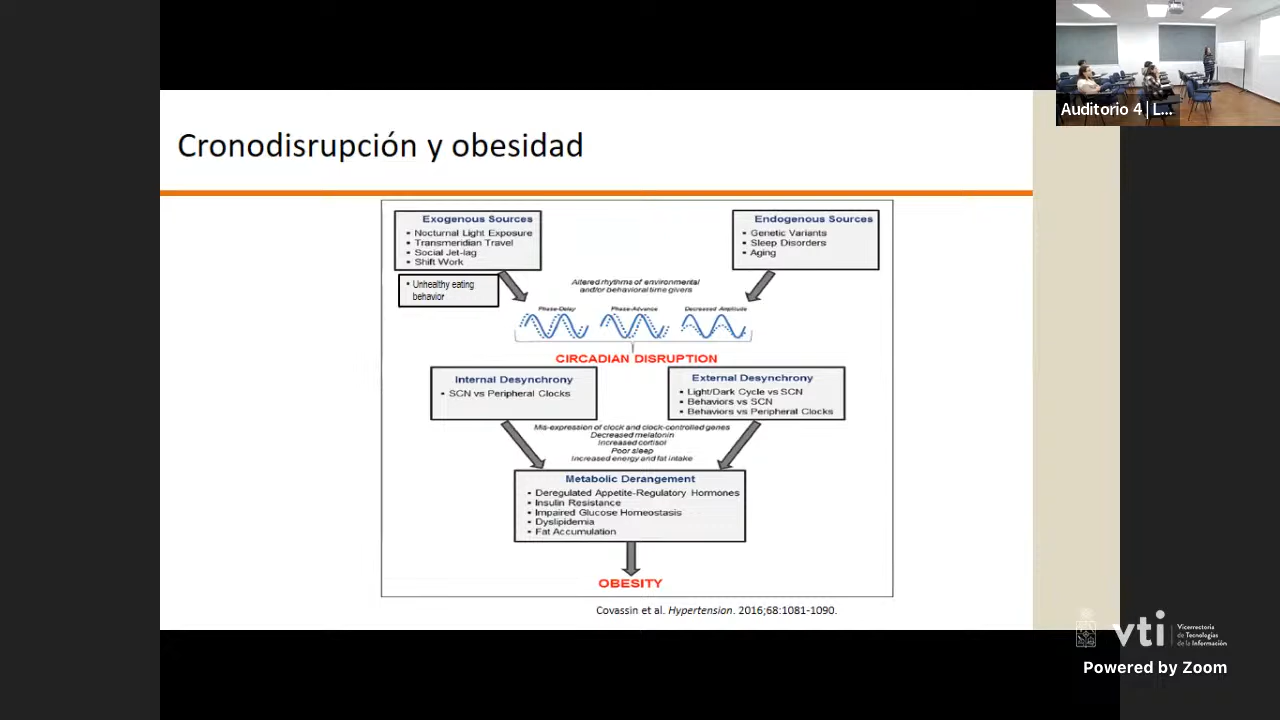 Auditorio 4 | L...
Cronodisrupción y obesidad
Exogenous Sources
• Nocturnal Light Exposure
• Transmeridian Travel
• Social Jet-lag
• Shift Work
• Unhealthy eating
behavior
Endogenous Sources
• Genetic Variants
• Sleep Disorders
• Aging
Altered rhythms of environmental
and/or behavioral time givers
Phase-Delay
Phase-Advance
Decreased Amplitude
CIRCADIAN DISRUPTION
Internal Desynchrony
• SCN vs Peripheral Clocks
External Desynchrony
• Light/Dark Cycle vs SCN
• Behaviors vs SCN
• Behaviors vs Peripheral Clocks
Mis-expression of clock and clock-controlled genes
Decreased melatonin
Increased cortisol
Poor sleep
Increased energy and fat intake
Metabolic Derangement
• Deregulated Appetite-Regulatory Hormones
• Insulin Resistance
• Impaired Glucose Homeostasis
• Dyslipidemia
• Fat Accumulation
OBESITY
Covassin et al. Hypertension. 2016;68:1081-1090.
vti
Vicerrectoría
de Tecnologías
de la Información
Powered by Zoom